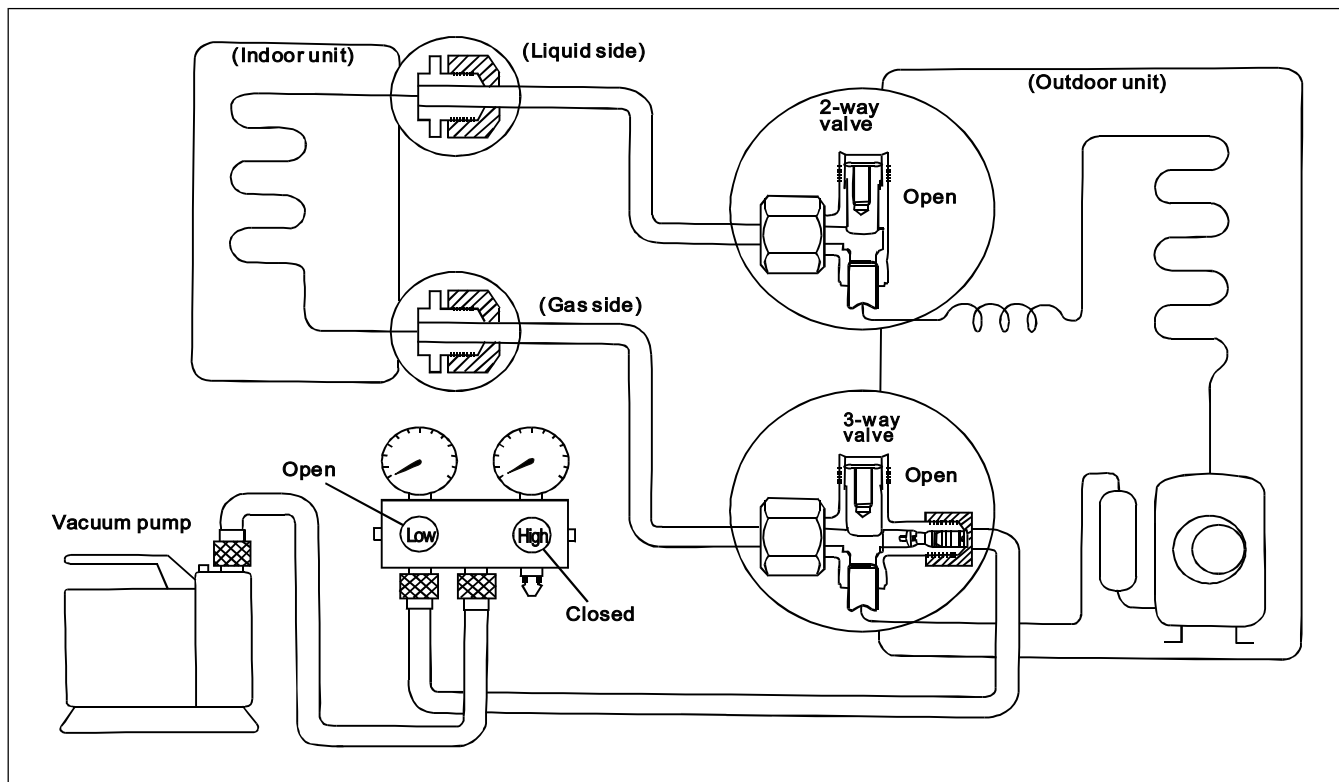 (Indoor unit)
(Liquid side)
(Outdoor unit)
2-way
valve
Open
(Gas side)
3-way
valve
Open
Open
Vacuum pump
Low
High
Closed